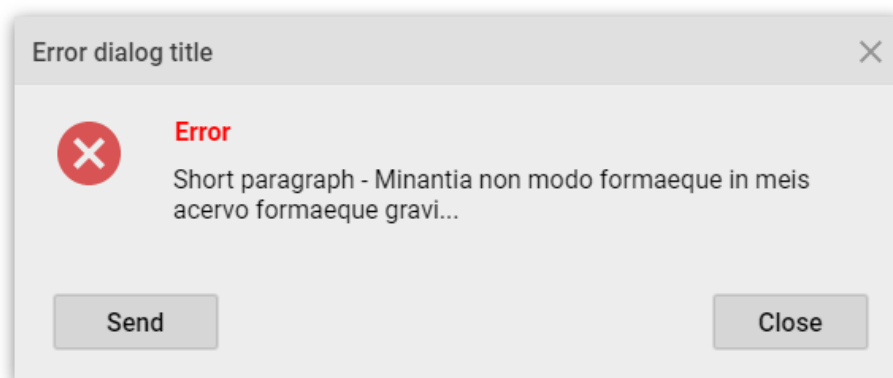 Error dialog title
Error
Short paragraph - Minantia non modo formaeque in meis
acervo formaeque gravi...
Send
Close